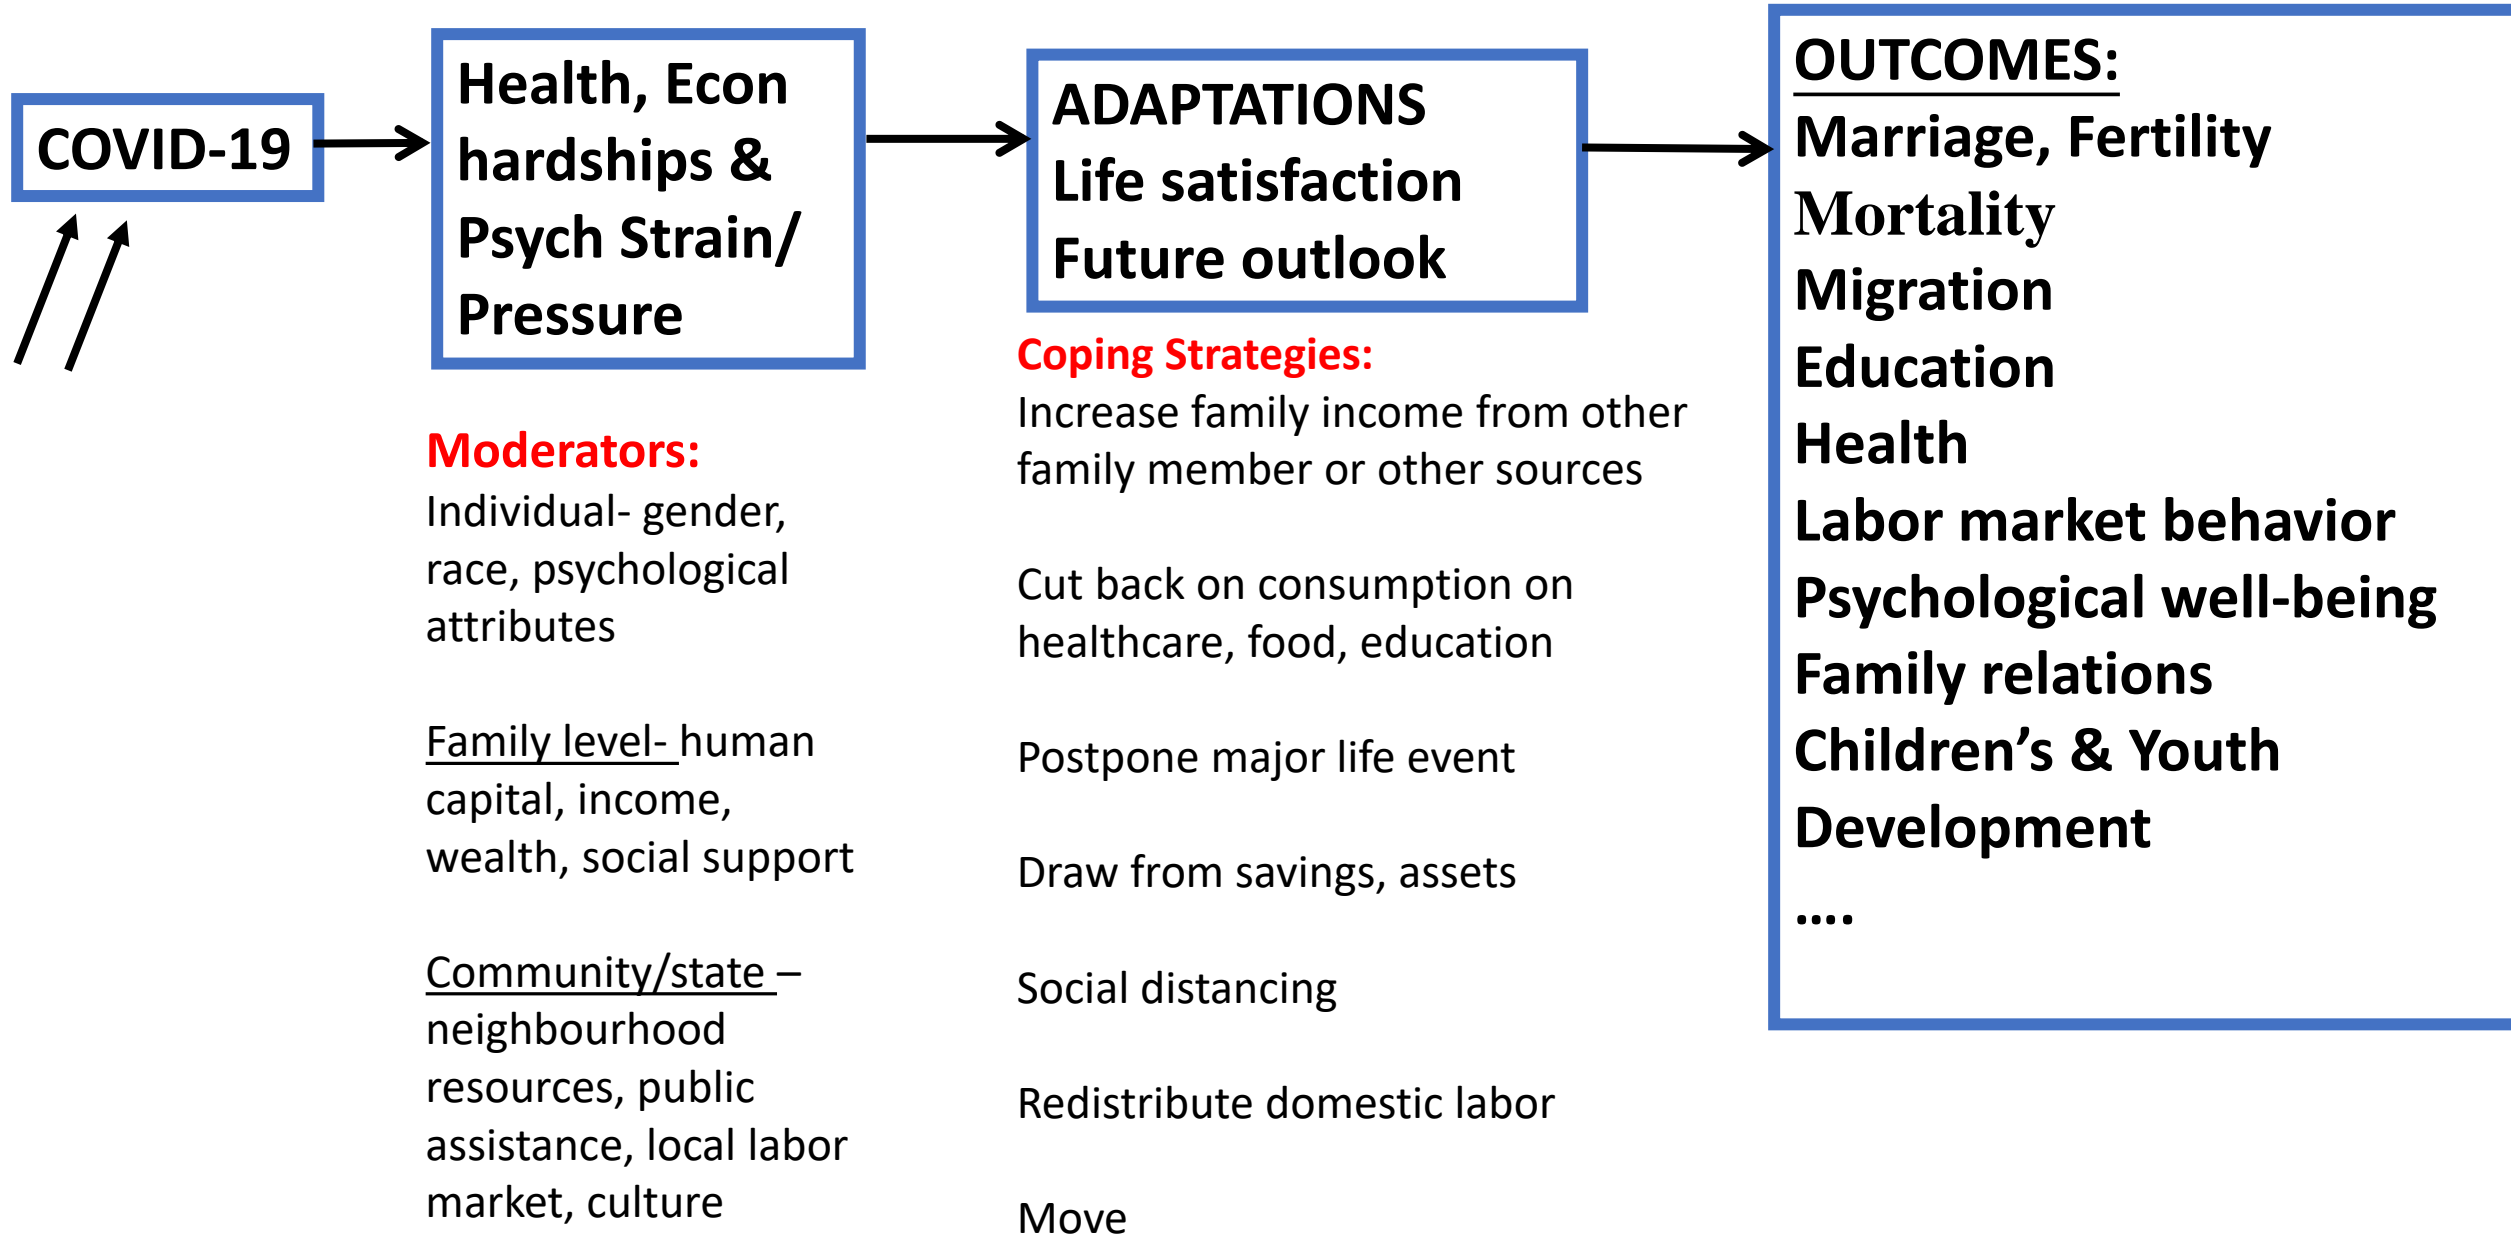 COVID-19
Health, Econ
hardships &
Psych Strain/
Pressure
ADAPTATIONS
Life satisfaction
Future outlook
OUTCOMES:
Marriage, Fertility
Mortality
Migration
Education
Health
Labor market behavior
Psychological well-being
Family relations
Children’s & Youth
Development
….
Moderators:
Individual- gender,
race, psychological
attributes
Family level- human
capital, income,
wealth, social support
Community/state –
neighbourhood
resources, public
assistance, local labor
market, culture
Coping Strategies:
Increase family income from other
family member or other sources
Cut back on consumption on
healthcare, food, education
Postpone major life event
Draw from savings, assets
Social distancing
Redistribute domestic labor
Move